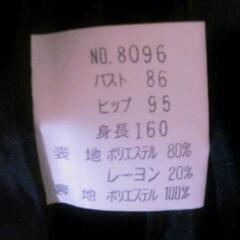 NO.8096
バスト 86
ヒップ 95
身長160
表 地 ポリエステル 80%
レーヨン 20%
裏 地 ポリエステル 100%